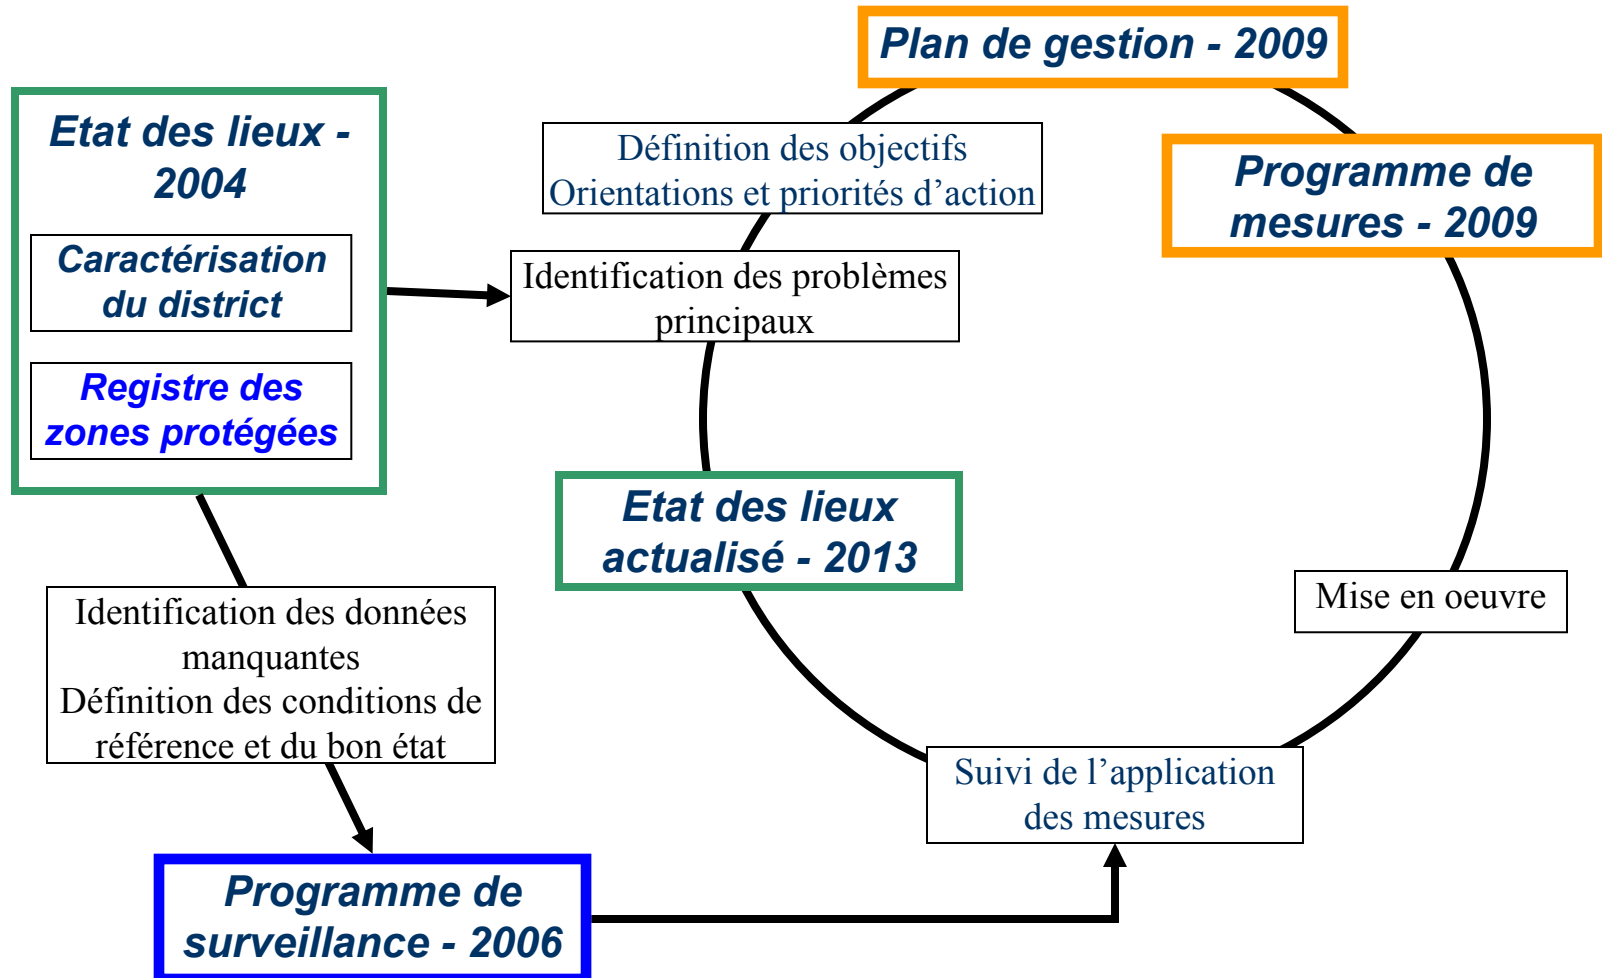 Plan de gestion - 2009
Etat des lieux -
2004
Caractérisation
du district
Registre des
zones protégées
Définition des objectifs
Orientations et priorités d’action
Programme de
mesures - 2009
Identification des problèmes
principaux
Etat des lieux
actualisé - 2013
Mise en oeuvre
Identification des données
manquantes
Définition des conditions de
référence et du bon état
Suivi de l’application
des mesures
Programme de
surveillance - 2006